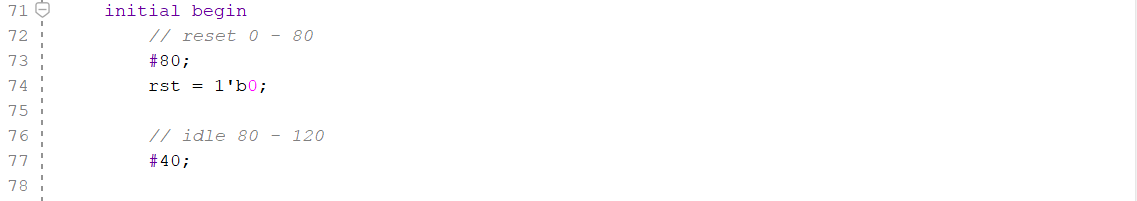 71 initial begin
72 // reset 0 - 80
73 #80;
74 rst = 1'b0;
75
76 // idle 80 - 120
77 #40;
78